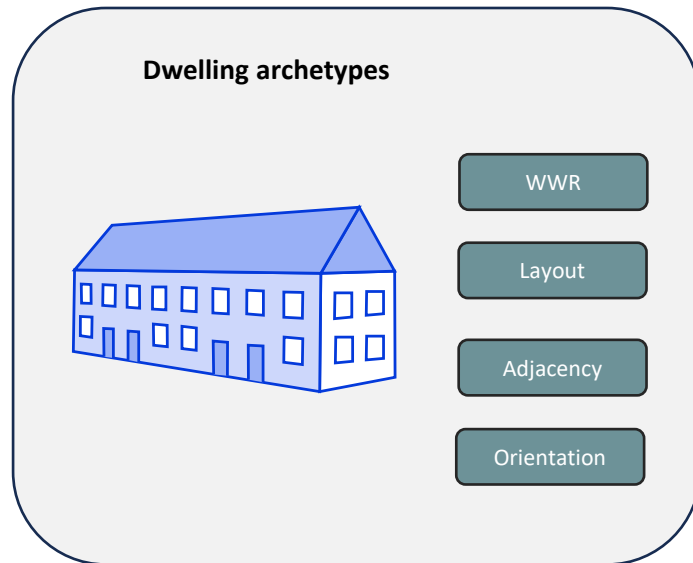 Dwelling archetypes
WWR
Layout
Adjacency
Orientation